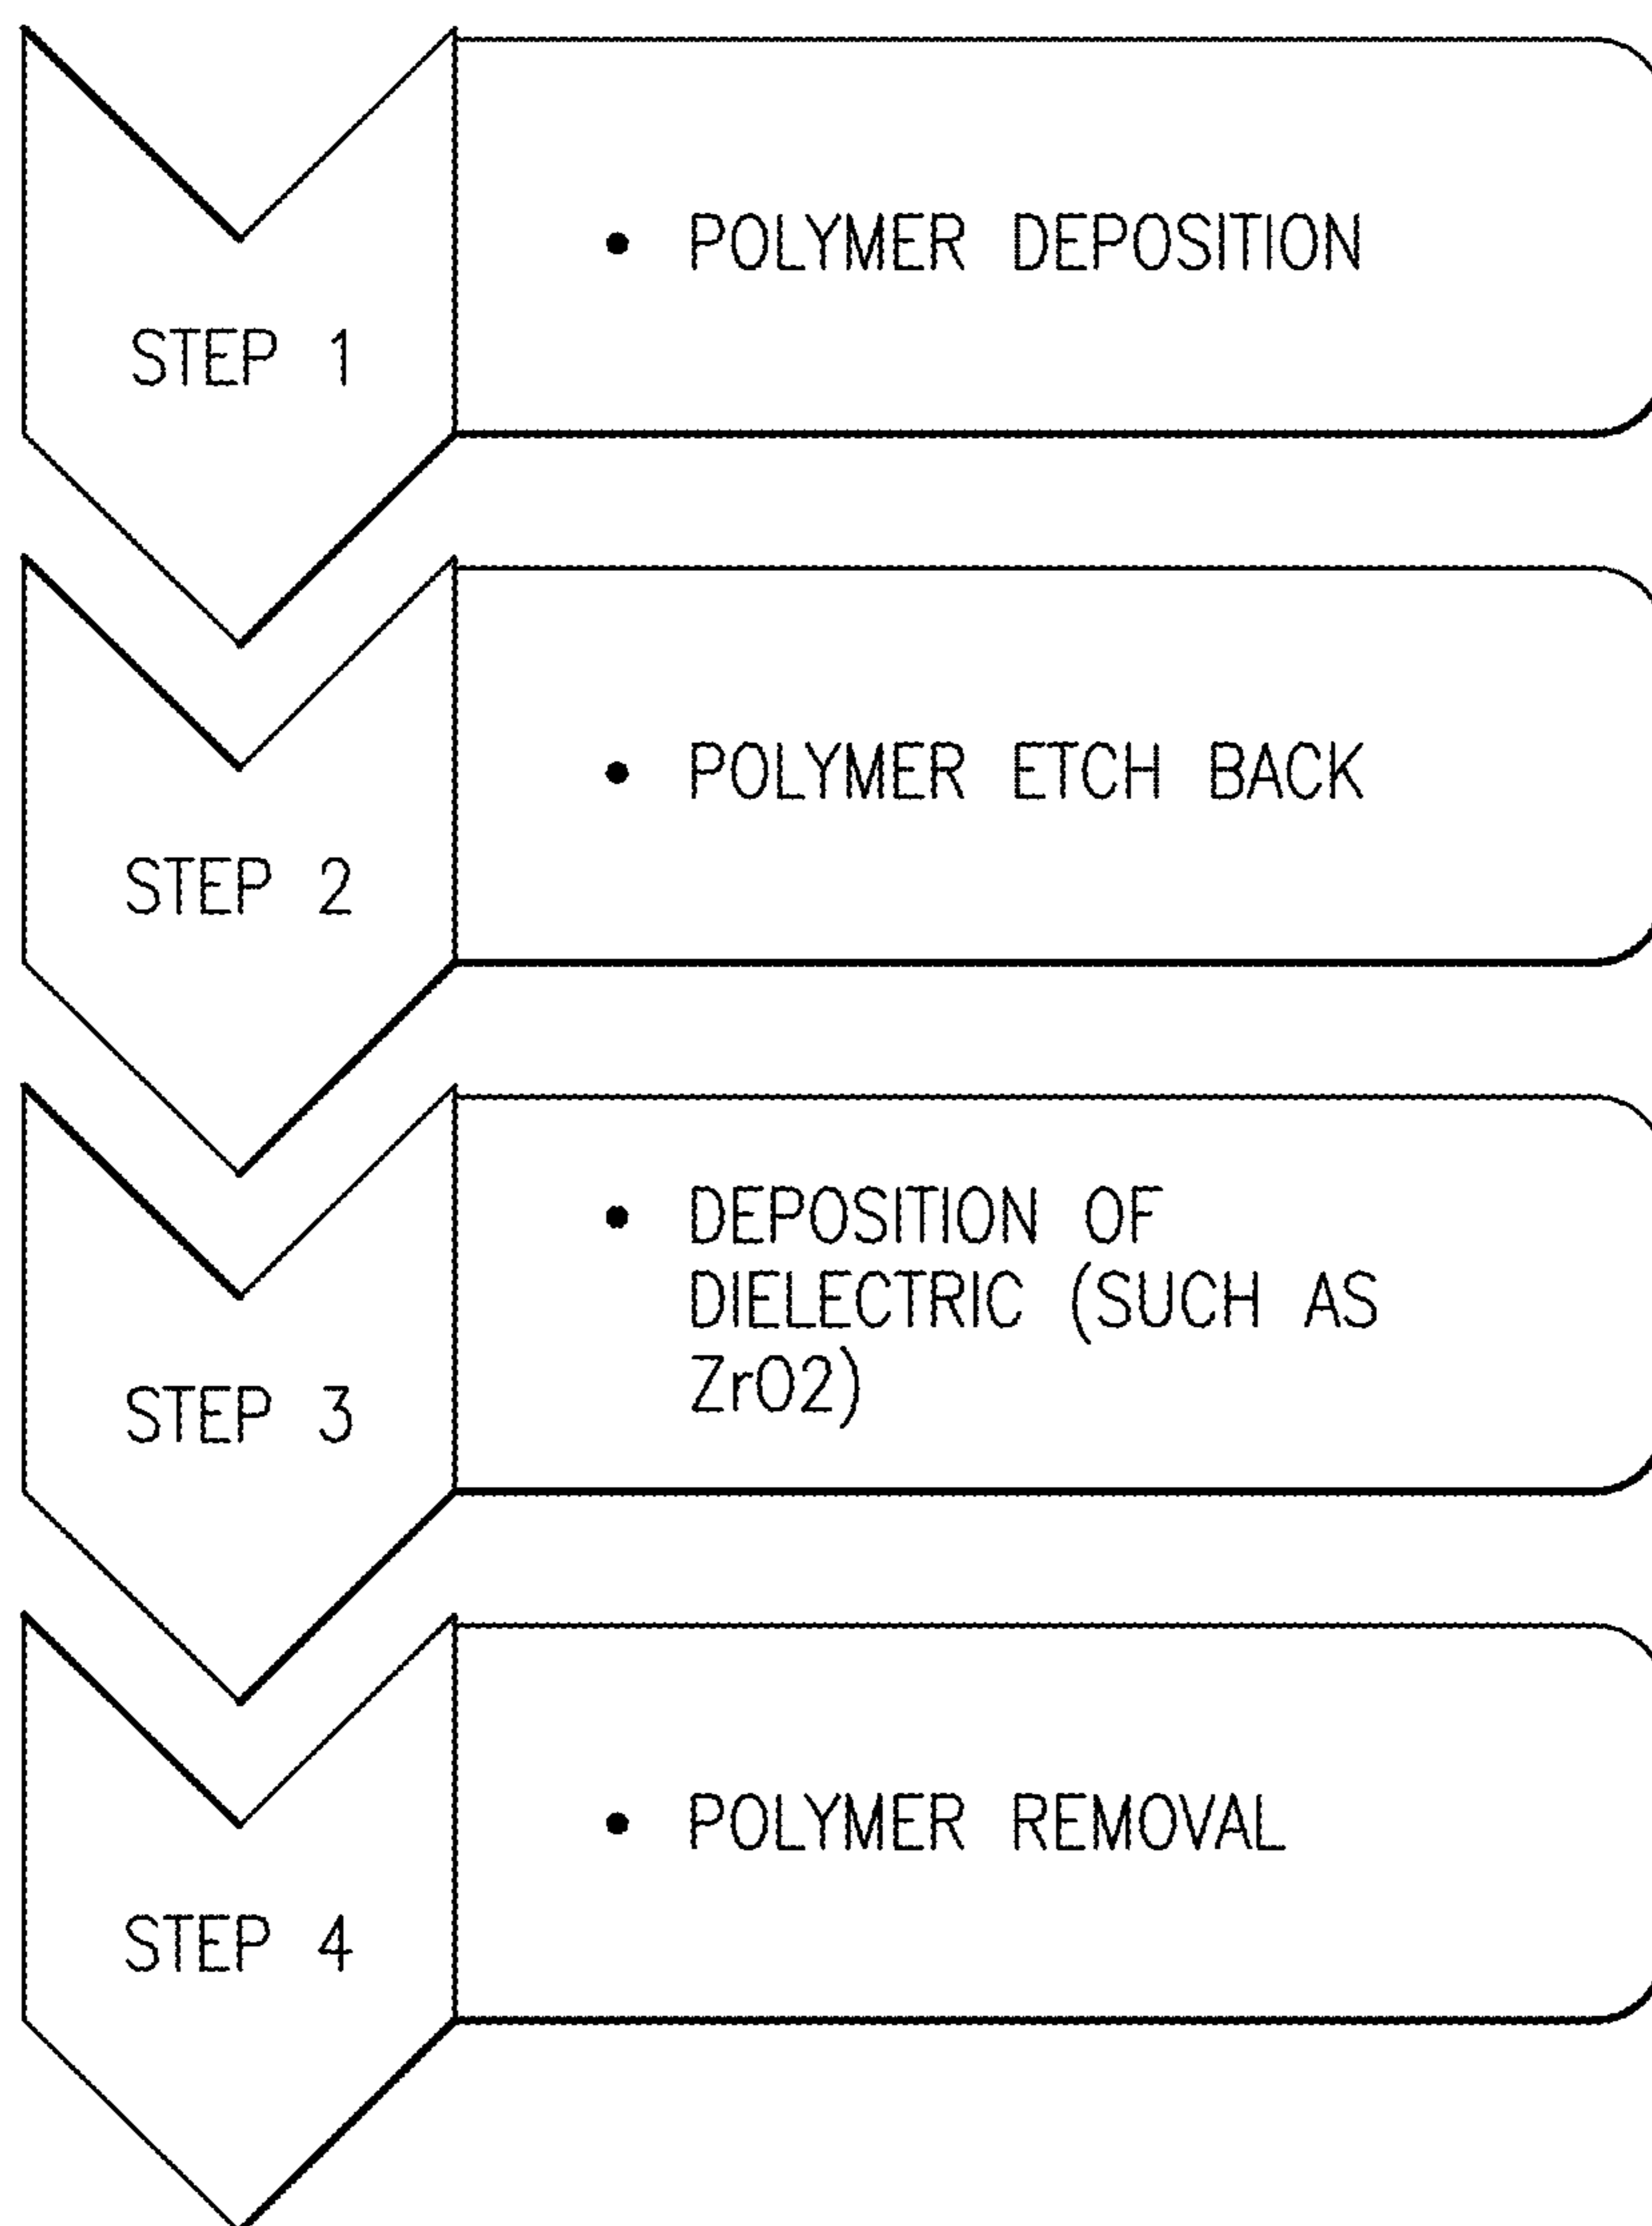 STEP 1
• POLYMER DEPOSITION
STEP 2
• POLYMER ETCH BACK
STEP 3
• DEPOSITION OF
DIELECTRIC (SUCH AS
ZrO2)
STEP 4
• POLYMER REMOVAL